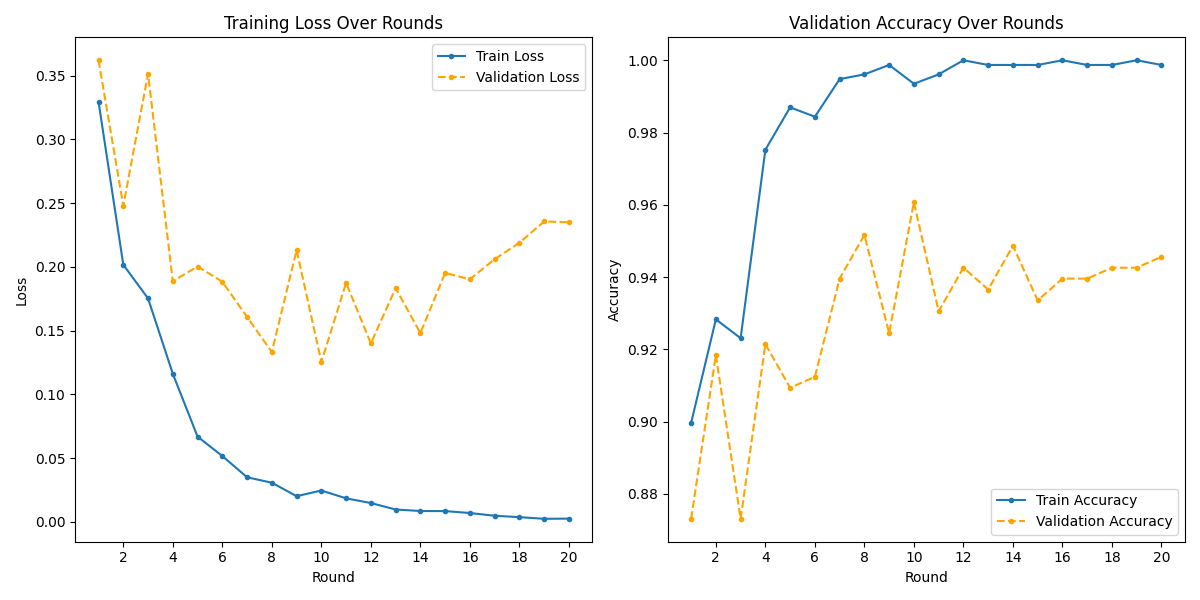 Training Loss Over Rounds
Train Loss
Validation Loss
Loss
0.35
0.30
0.25
0.20
0.15
0.10
0.05
0.00
2 4 6 8 10 12 14 16 18 20
Round
Validation Accuracy Over Rounds
Accuracy
1.00
0.98
0.96
0.94
0.92
0.90
0.88
Train Accuracy
Validation Accuracy
2 4 6 8 10 12 14 16 18 20
Round